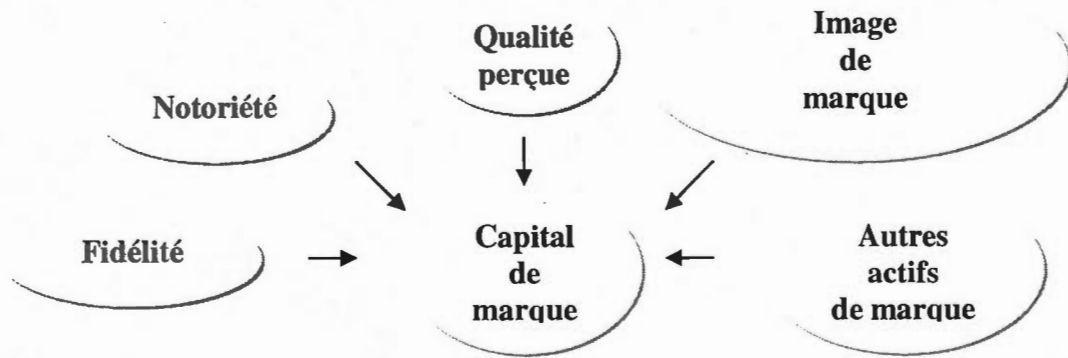 Qualité
perçue
Image
de
marque
Notoriété
Fidélité
Capital
de
marque
Autres
actifs
de marque